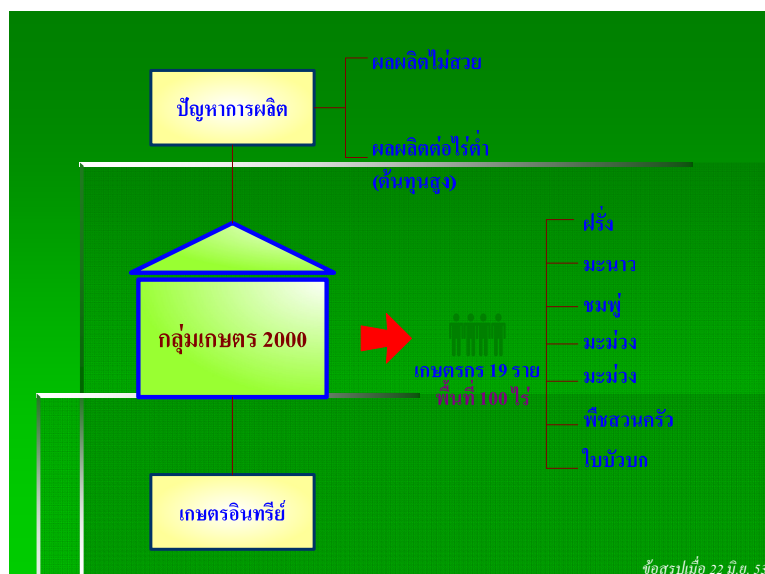 ผลผลิตไม่สวย
ปัญหาการผลิต
ผลผลิตต่อไร่ต่ำ
(ต้นทุนสูง)
ฝรั่ง
มะนาว
ชมพู่
มะม่วง
มะม่วง
พืชสวนครัว
ใบบัวบก
กลุ่มเกษตร 2000
เกษตรกร 19 ราย
พื้นที่ 100 ไร่
เกษตรอินทรีย์
ข้อสรุปเมื่อ 22 มิ.ย. 53